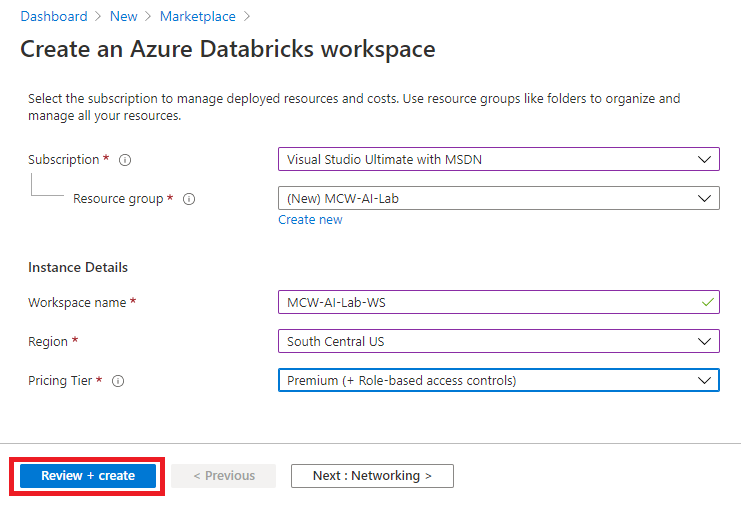 Dashboard > New > Marketplace >
Create an Azure Databricks workspace
Select the subscription to manage deployed resources and costs. Use resource groups like folders to organize and
manage all your resources.
Subscription * Visual Studio Ultimate with MSDN
Resource group * (New) MCW-AI-Lab
Create new
Instance Details
Workspace name * MCW-AI-Lab-WS
Region * South Central US
Pricing Tier * Premium (+ Role-based access controls)
Review + create < Previous Next : Networking >